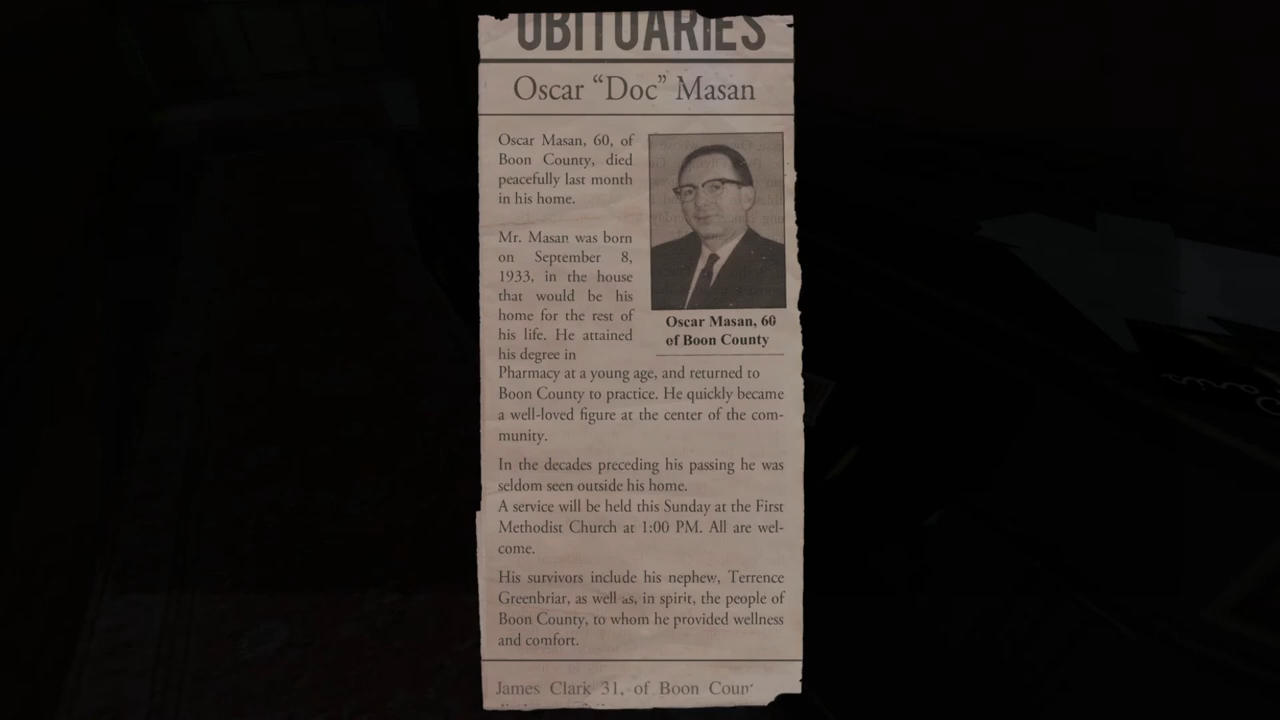 OBITUARIES
Oscar “Doc” Masan
Oscar Masan, 60, of
Boon County, died
peacefully last month
in his home.
Mr. Masan was born
on September 8,
1933, in the house
that would be his
home for the rest of
his life. He attained
his degree in
Pharmacy at a young age, and returned to
Boon County to practice. He quickly became
a well-loved figure at the center of the com-
munity.
Oscar Masan, 60
of Boon County
In the decades preceding his passing he was
seldom seen outside his home.
A service will be held this Sunday at the First
Methodist Church at 1:00 PM. All are wel-
come.
His survivors include his nephew, Terrence
Greenbriar, as well as, in spirit, the people of
Boon County, to whom he provided wellness
and comfort.
James Clark 31, of Boon Coun